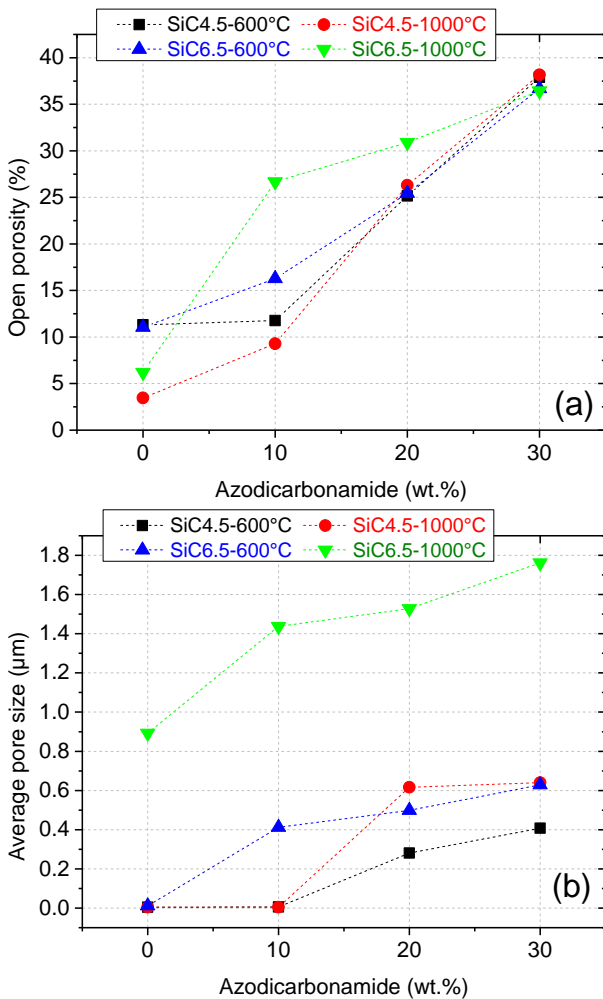 SiC4.5-600°C SiC4.5-1000°C
SiC6.5-600°C SiC6.5-1000°C
40
35
30
25
20
15
10
5
0
Open porosity (%)
(a)
0 10 20 30
Azodicarbonamide (wt.%)
SiC4.5-600°C SiC4.5-1000°C
SiC6.5-600°C SiC6.5-1000°C
1.8
1.6
1.4
1.2
1.0
0.8
0.6
0.4
0.2
0.0
Average pore size (µm)
(b)
0 10 20 30
Azodicarbonamide (wt.%)